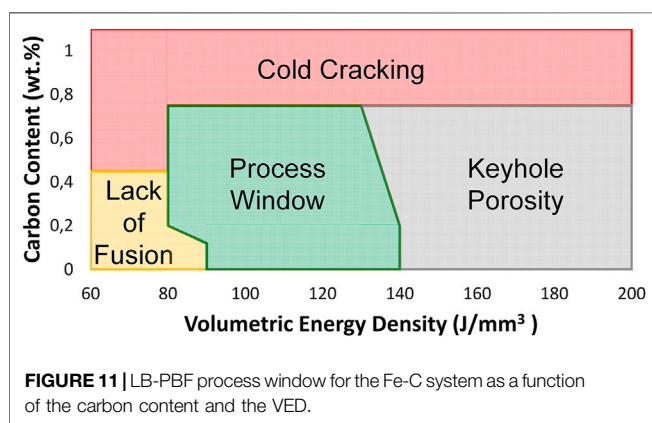 Carbon Content (wt.%)
1
0,8
0,6
0,4
0,2
0
Cold Cracking
Process
Window
Keyhole
Porosity
Lack
of
Fusion
60 80 100 120 140 160 180 200
Volumetric Energy Density (J/mm³ )
FIGURE 11 | LB-PBF process window for the Fe-C system as a function
of the carbon content and the VED.